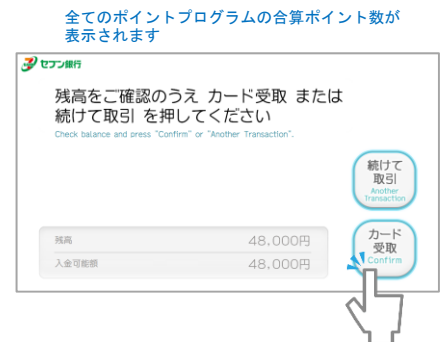 全てのポイントプログラムの合算ポイント数が
表示されます
セブン銀行
残高をご確認のうえ カード受取 または
続けて取引 を押してください
Check balance and press "Confirm" or "Another Transaction".
続けて
取引
Another
Transaction
残高 48,000円
入金可能額 48,000円
カード
受取
Confirm